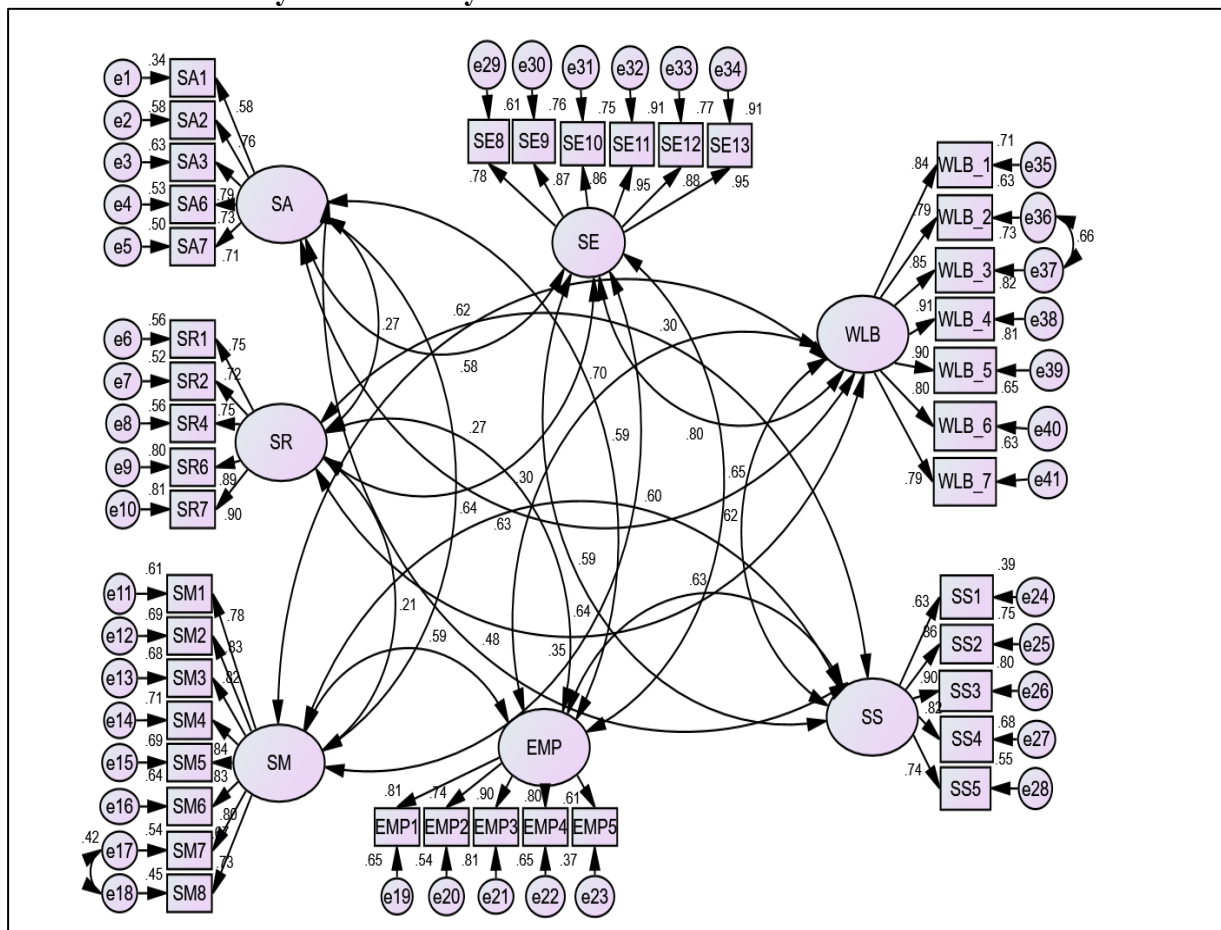 e29 e30 e31 e32 e33 e34
.61 .76 .75 .91 .77 .91
SE8 SE9 SE10 SE11 SE12 SE13
.78 .87 .86 .95 .88 .95
SE
.34
e1 SA1
.58
.58
e2 SA2
.76
.63
e3 SA3
.79
.53
e4 SA6
.73
.50
e5 SA7
.71
SA
.56
e6 SR1
.75
.52
e7 SR2
.72
.56
e8 SR4
.75
.80
e9 SR6
.89
.81
e10 SR7
.90
SR
.61
e11 SM1
.78
.69
e12 SM2
.83
.68
e13 SM3
.82
.71
e14 SM4
.84
.69
e15 SM5
.83
.64
e16 SM6
.80
.42
.54
e17 SM7
.73
.45
e18 SM8
SM
.27
.62
.58
.30
.70
.27
.59
.80
.30
.65
.60
.62
.64
.63
.59
.63
.21
.64
.59
.48
.35
EMP
.81 .74 .90 .80 .61
EMP1 EMP2 EMP3 EMP4 EMP5
.65 .54 .81 .65 .37
e19 e20 e21 e22 e23
WLB
.71
.84 WLB_1 e35
.63
.79 WLB_2 e36
.73
.66
.85 WLB_3 e37
.82
.91 WLB_4 e38
.81
.90 WLB_5 e39
.65
.80 WLB_6 e40
.63
.79 WLB_7 e41
SS
.39
.63 SS1 e24
.75
.86 SS2 e25
.80
.90 SS3 e26
.82
.68
SS4 e27
.55
.74 SS5 e28